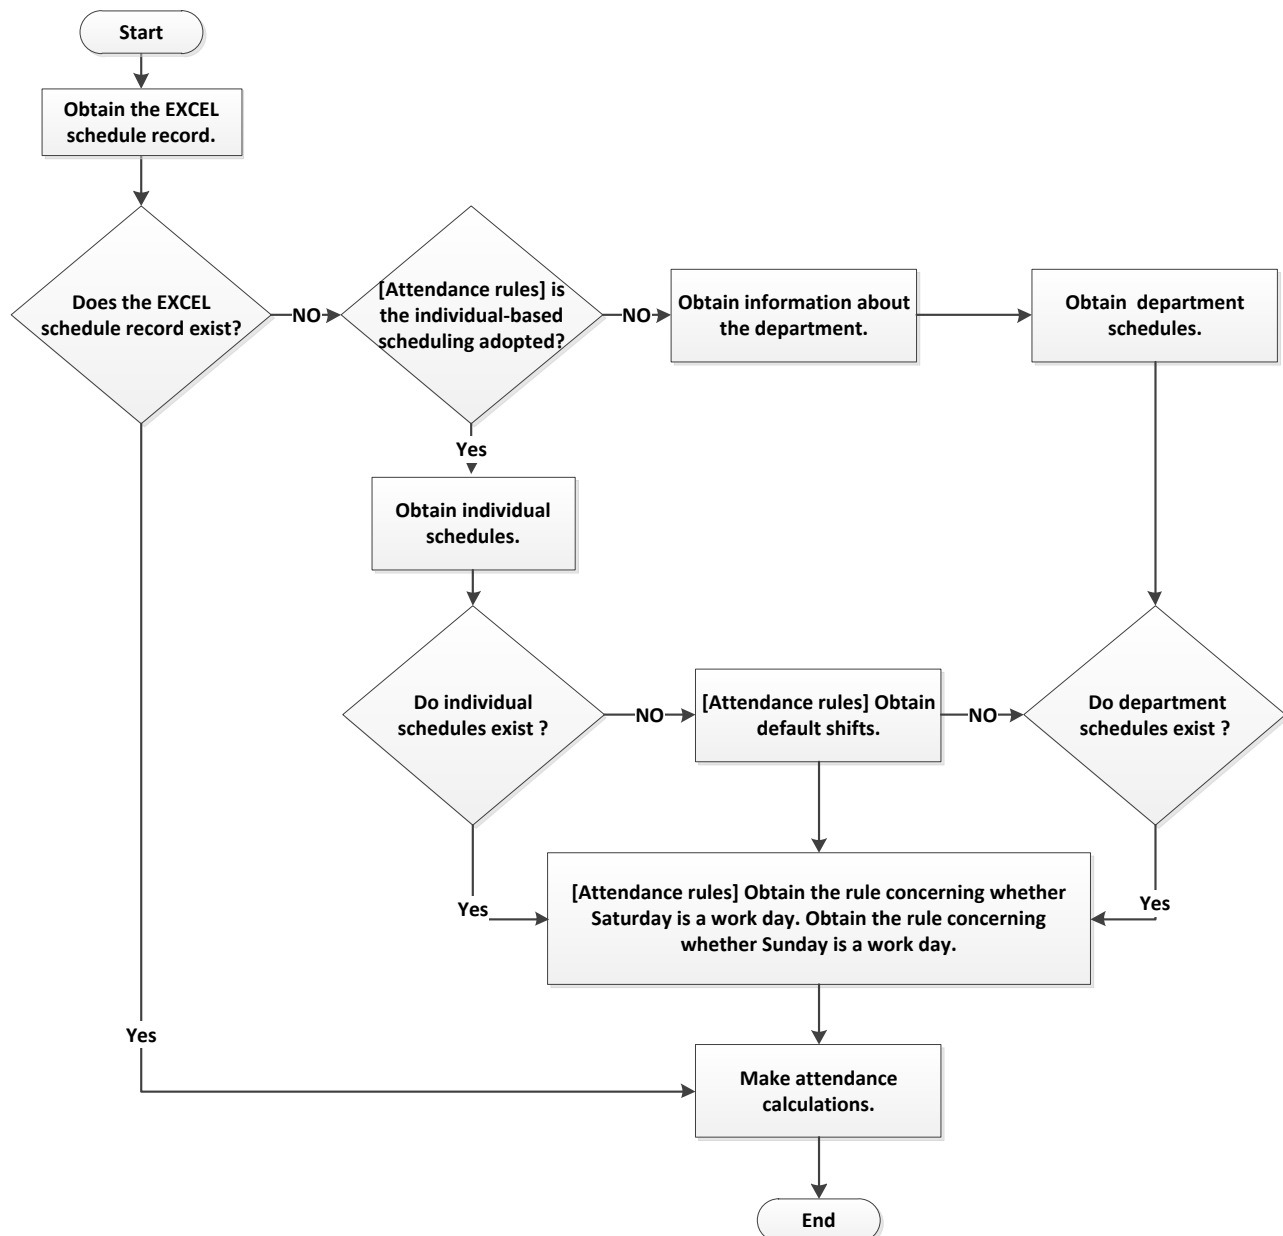 Start
Obtain the EXCEL
schedule record.
Does the EXCEL
schedule record exist?
NO
[Attendance rules] is
the individual-based
scheduling adopted?
NO
Obtain information about
the department.
Obtain  department
schedules.
Yes
Obtain individual
schedules.
Do individual
schedules exist ?
NO
[Attendance rules] Obtain
default shifts.
NO
Do department
schedules exist ?
Yes
[Attendance rules] Obtain the rule concerning whether
Saturday is a work day. Obtain the rule concerning
whether Sunday is a work day.
Yes
Yes
Make attendance
calculations.
End